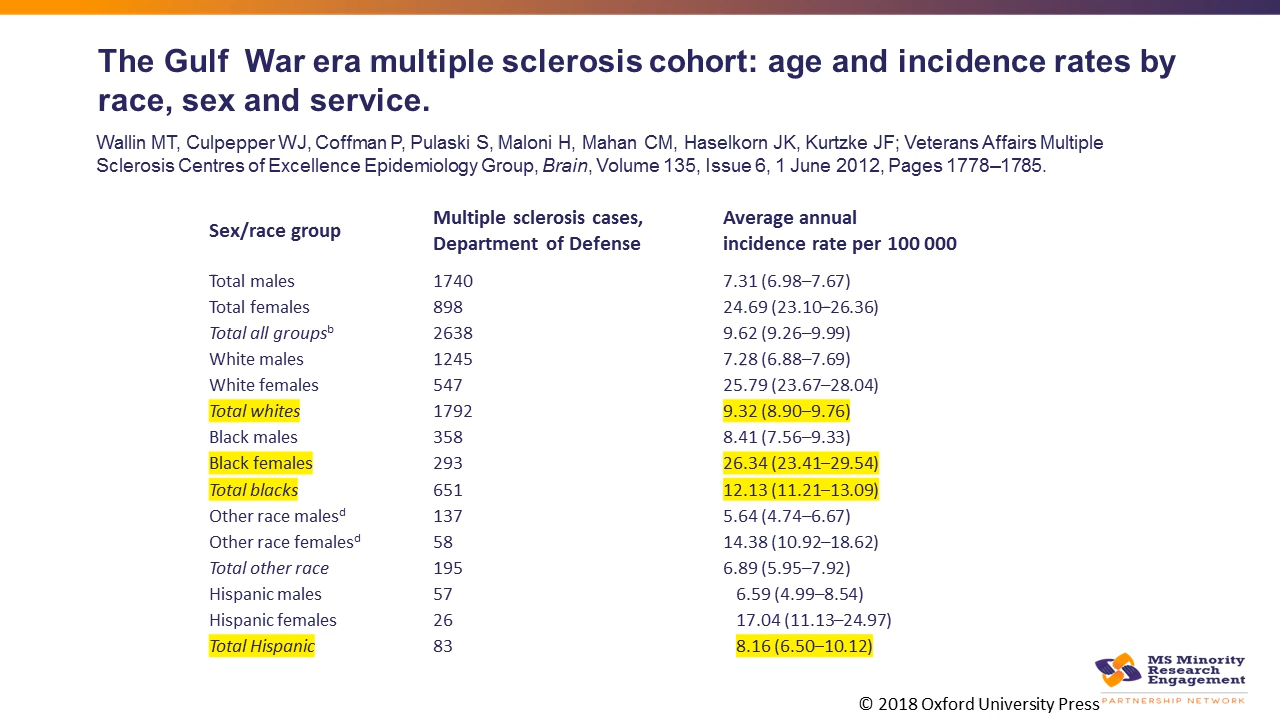 The Gulf War era multiple sclerosis cohort: age and incidence rates by
race, sex and service.
Wallin MT, Culpepper WJ, Coffman P, Pulaski S, Maloni H, Mahan CM, Haselkorn JK, Kurtzke JF; Veterans Affairs Multiple
Sclerosis Centres of Excellence Epidemiology Group, Brain, Volume 135, Issue 6, 1 June 2012, Pages 1778–1785.
Sex/race group Multiple sclerosis cases, Department of Defense Average annual incidence rate per 100 000
Total males 1740 7.31 (6.98–7.67)
Total females 898 24.69 (23.10–26.36)
Total all groupsᵇ 2638 9.62 (9.26–9.99)
White males 1245 7.28 (6.88–7.69)
White females 547 25.79 (23.67–28.04)
Total whites 1792 9.32 (8.90–9.76)
Black males 358 8.41 (7.56–9.33)
Black females 293 26.34 (23.41–29.54)
Total blacks 651 12.13 (11.21–13.09)
Other race malesᵈ 137 5.64 (4.74–6.67)
Other race femalesᵈ 58 14.38 (10.92–18.62)
Total other race 195 6.89 (5.95–7.92)
Hispanic males 57 6.59 (4.99–8.54)
Hispanic females 26 17.04 (11.13–24.97)
Total Hispanic 83 8.16 (6.50–10.12)
MS Minority
Research
Engagement
PARTNERSHIP NETWORK
© 2018 Oxford University Press